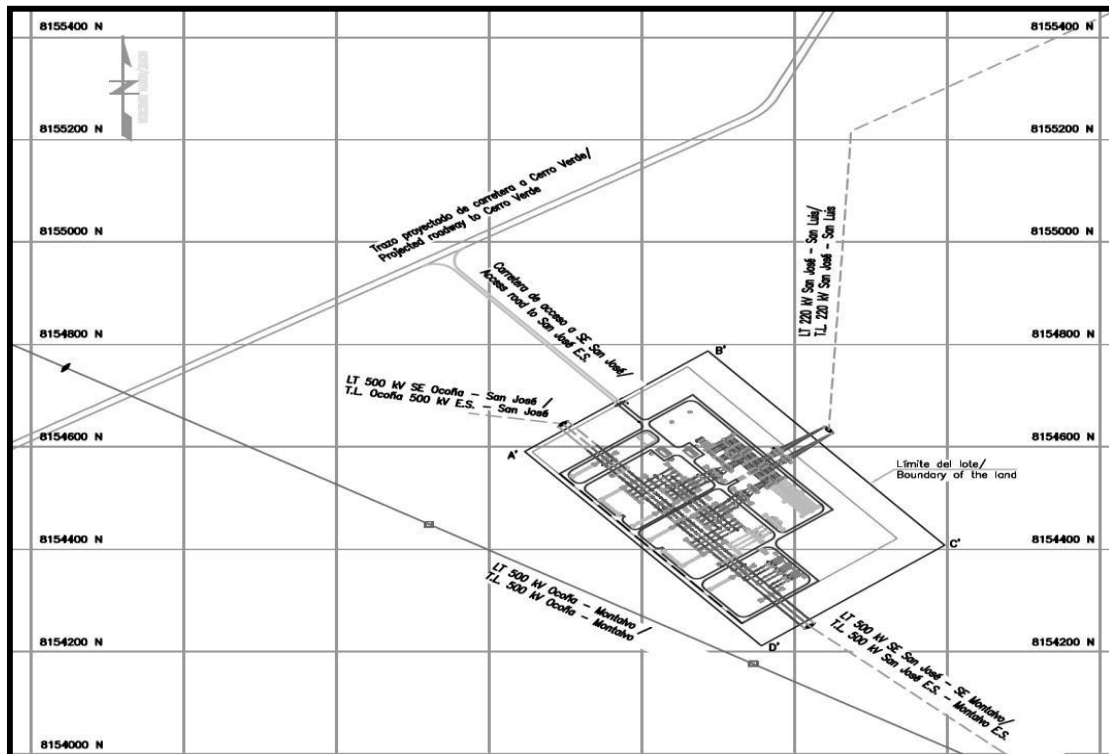 8155400 N
8155400 N
8155200 N
8155200 N
Trazo proyectado de carretera a Cerro Verde/
Projected roadway to Cerro Verde
8155000 N
8155000 N
Carretera de acceso a SE San José/
Access road to San José E.S.
LT 220 kV San José - San Luis/
T.L. 220 kV San José - San Luis
8154800 N
8154800 N
B'
LT 500 kV SE Ocoña - San José /
T.L. Ocoña 500 kV E.S. - San José
8154600 N
8154600 N
A'
Límite del lote/
Boundary of the land
8154400 N
8154400 N
C'
LT 500 kV Ocoña - Montalvo /
T.L. 500 kV Ocoña - Montalvo
LT 500 kV SE San José - SE Montalvo/
T.L. 500 kV San José E.S. - Montalvo E.S.
8154200 N
8154200 N
D'
8154000 N
8154000 N